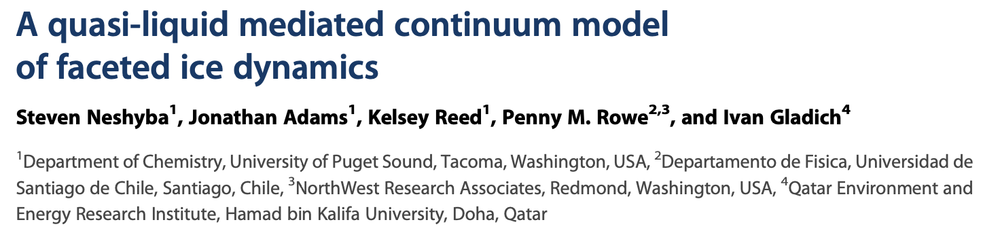 A quasi-liquid mediated continuum model
of faceted ice dynamics
Steven Neshyba¹, Jonathan Adams¹, Kelsey Reed¹, Penny M. Rowe²,³, and Ivan Gladich⁴
¹Department of Chemistry, University of Puget Sound, Tacoma, Washington, USA, ²Departamento de Fisica, Universidad de
Santiago de Chile, Santiago, Chile, ³NorthWest Research Associates, Redmond, Washington, USA, ⁴Qatar Environment and
Energy Research Institute, Hamad bin Kalifa University, Doha, Qatar